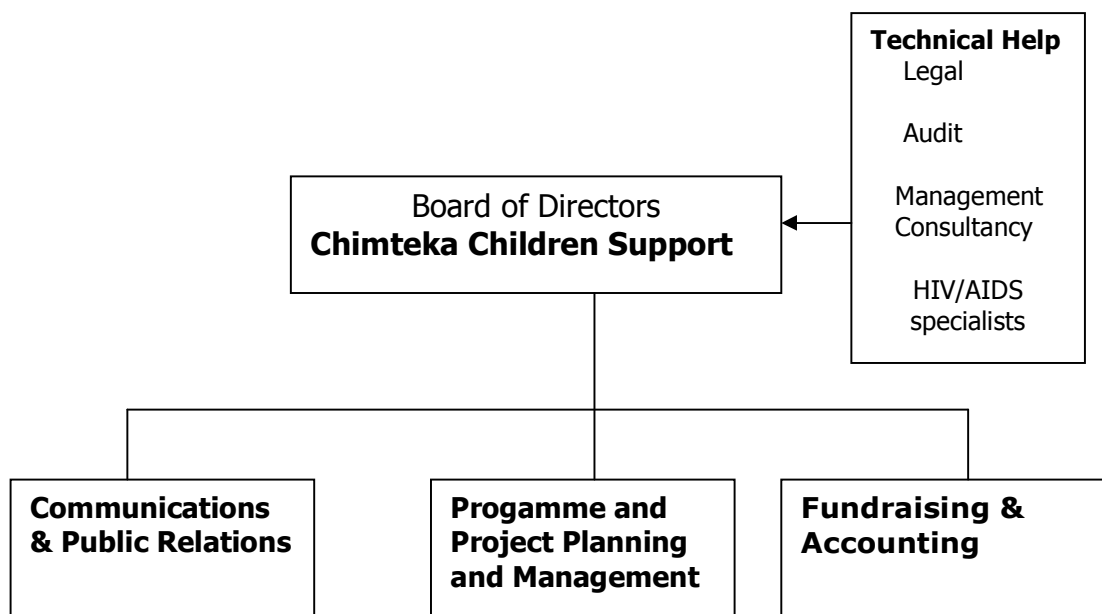 Technical Help
Legal
Audit
Management
Consultancy
HIV/AIDS
specialists
Board of Directors
Chimteka Children Support
Communications
& Public Relations
Progamme and
Project Planning
and Management
Fundraising &
Accounting